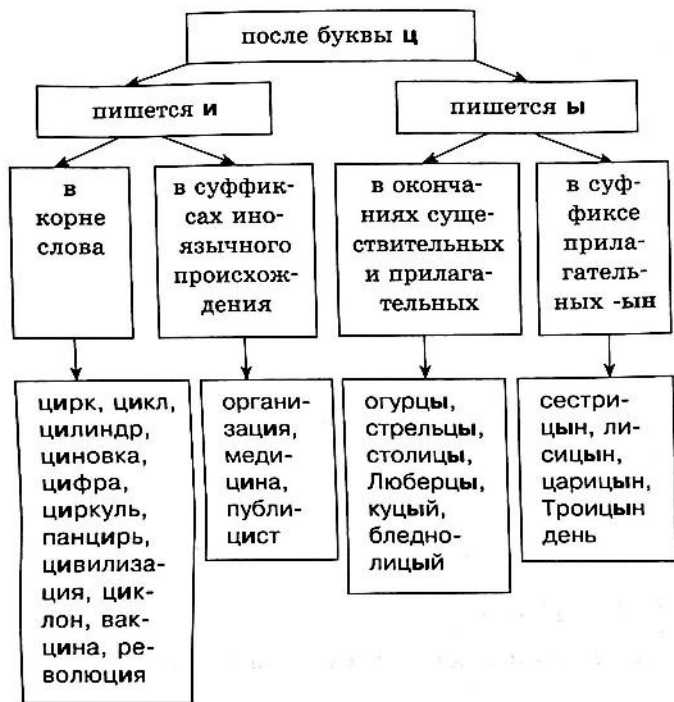 после буквы ц
пишется и
пишется ы
в
корне
слова
в суффик-
сах ино-
язычного
происхож-
дения
в оконча-
ниях суще-
ствительных
и прилага-
тельных
в суф-
фиксе
прила-
гатель-
ных -ын
цирк, цикл,
цилиндр,
циновка,
цифра,
циркуль,
панцирь,
цивилиза-
ция, цик-
лон, вак-
цина, ре-
волюция
органи-
зация,
меди-
цина,
публи-
цист
огурцы,
стрельцы,
столицы,
Люберцы,
куцый,
бледно-
лицый
сестри-
цын, ли-
сицын,
царицын,
Троицын
день